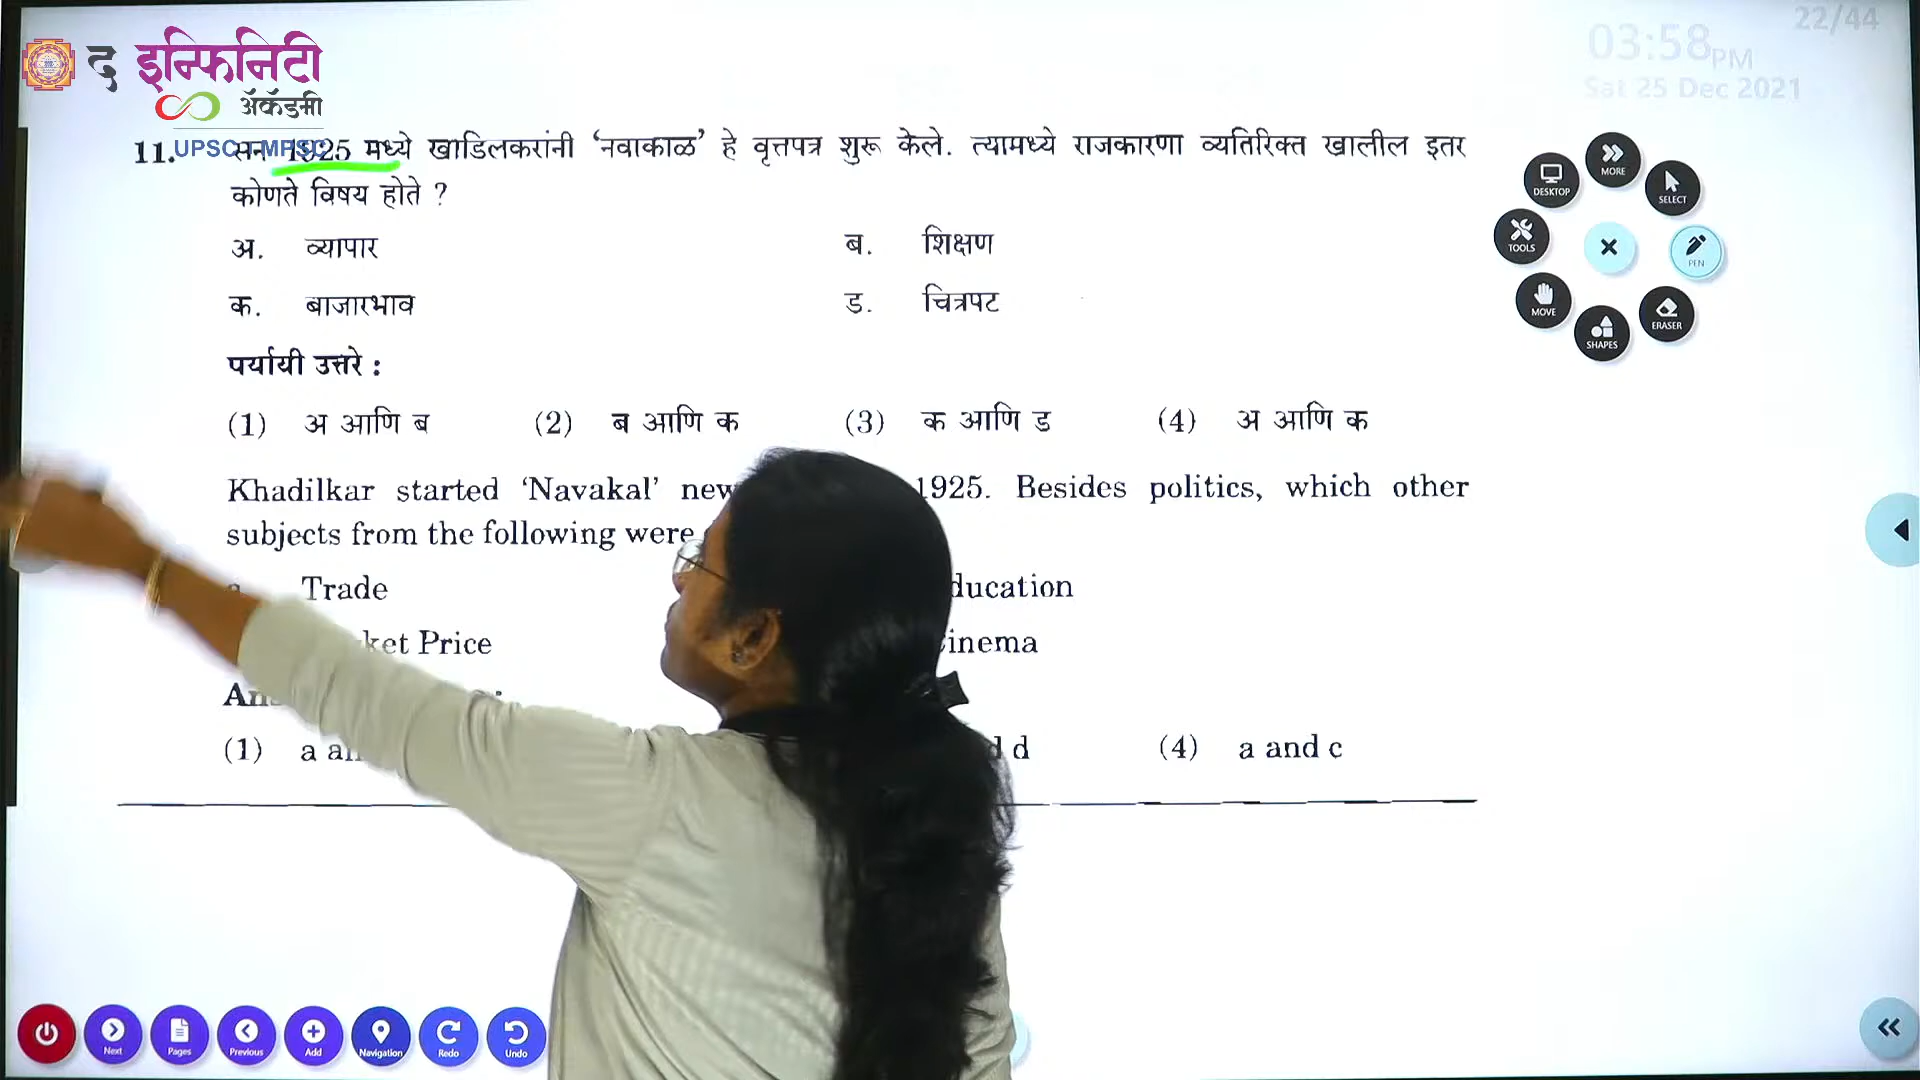 द इन्फिनिटी
अ‍ॅकॅडमी
UPSC - MPSC
03:58 PM
Sat 25 Dec 2021
22/44
11. सन 1925 मध्ये खाडिलकरांनी ‘नवाकाळ’ हे वृत्तपत्र शुरू केले. त्यामध्ये राजकारणा व्यतिरिक्त खालील इतर
कोणते विषय होते ?
अ. व्यापार ब. शिक्षण
क. बाजारभाव ड. चित्रपट
पर्यायी उत्तरे :
(1) अ आणि ब (2) ब आणि क (3) क आणि ड (4) अ आणि क
Khadilkar started ‘Navakal’ new 1925. Besides politics, which other
subjects from the following were
Trade ducation
ket Price inema
An
(1) a an d d (4) a and c
MORE
DESKTOP
SELECT
TOOLS
PEN
MOVE
ERASER
SHAPES
Next Pages Previous Add Navigation Redo Undo